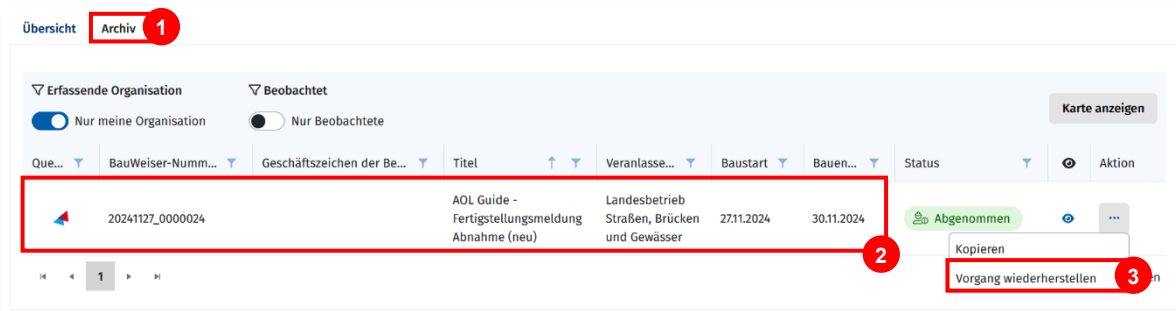 Übersicht Archiv 1
Erfassende Organisation Beobachtet
Nur meine Organisation Nur Beobachtete Karte anzeigen
Que... BauWeiser-Numm... Geschäftszeichen der Be... Titel Veranlasse... Baustart Bauen... Status Aktion
AOL Guide - Landesbetrieb
20241127_0000024 Fertigstellungsmeldung Straßen, Brücken 27.11.2024 30.11.2024 Abgenommen ...
Abnahme (neu) und Gewässer
2 Kopieren
1 Vorgang wiederherstellen 3